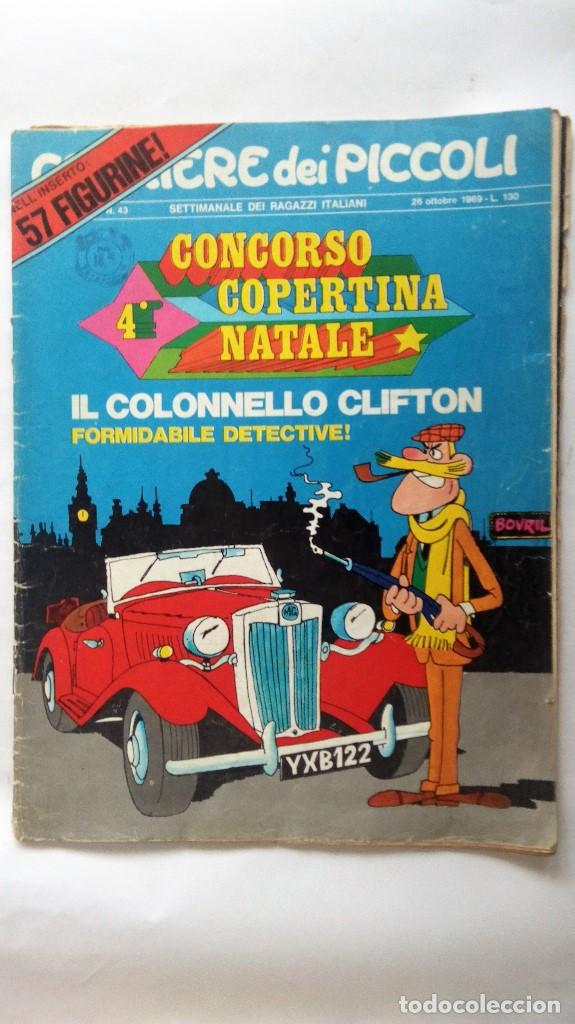 NELL'INSERTO:
57 FIGURINE!
CORRIERE dei PICCOLI
N. 43 SETTIMANALE DEI RAGAZZI ITALIANI 26 ottobre 1969 - L. 130
CONCORSO
4 COPERTINA
NATALE
IL COLONNELLO CLIFTON
FORMIDABILE DETECTIVE!
BOVRIL
MG
YXB122
todocoleccion.net